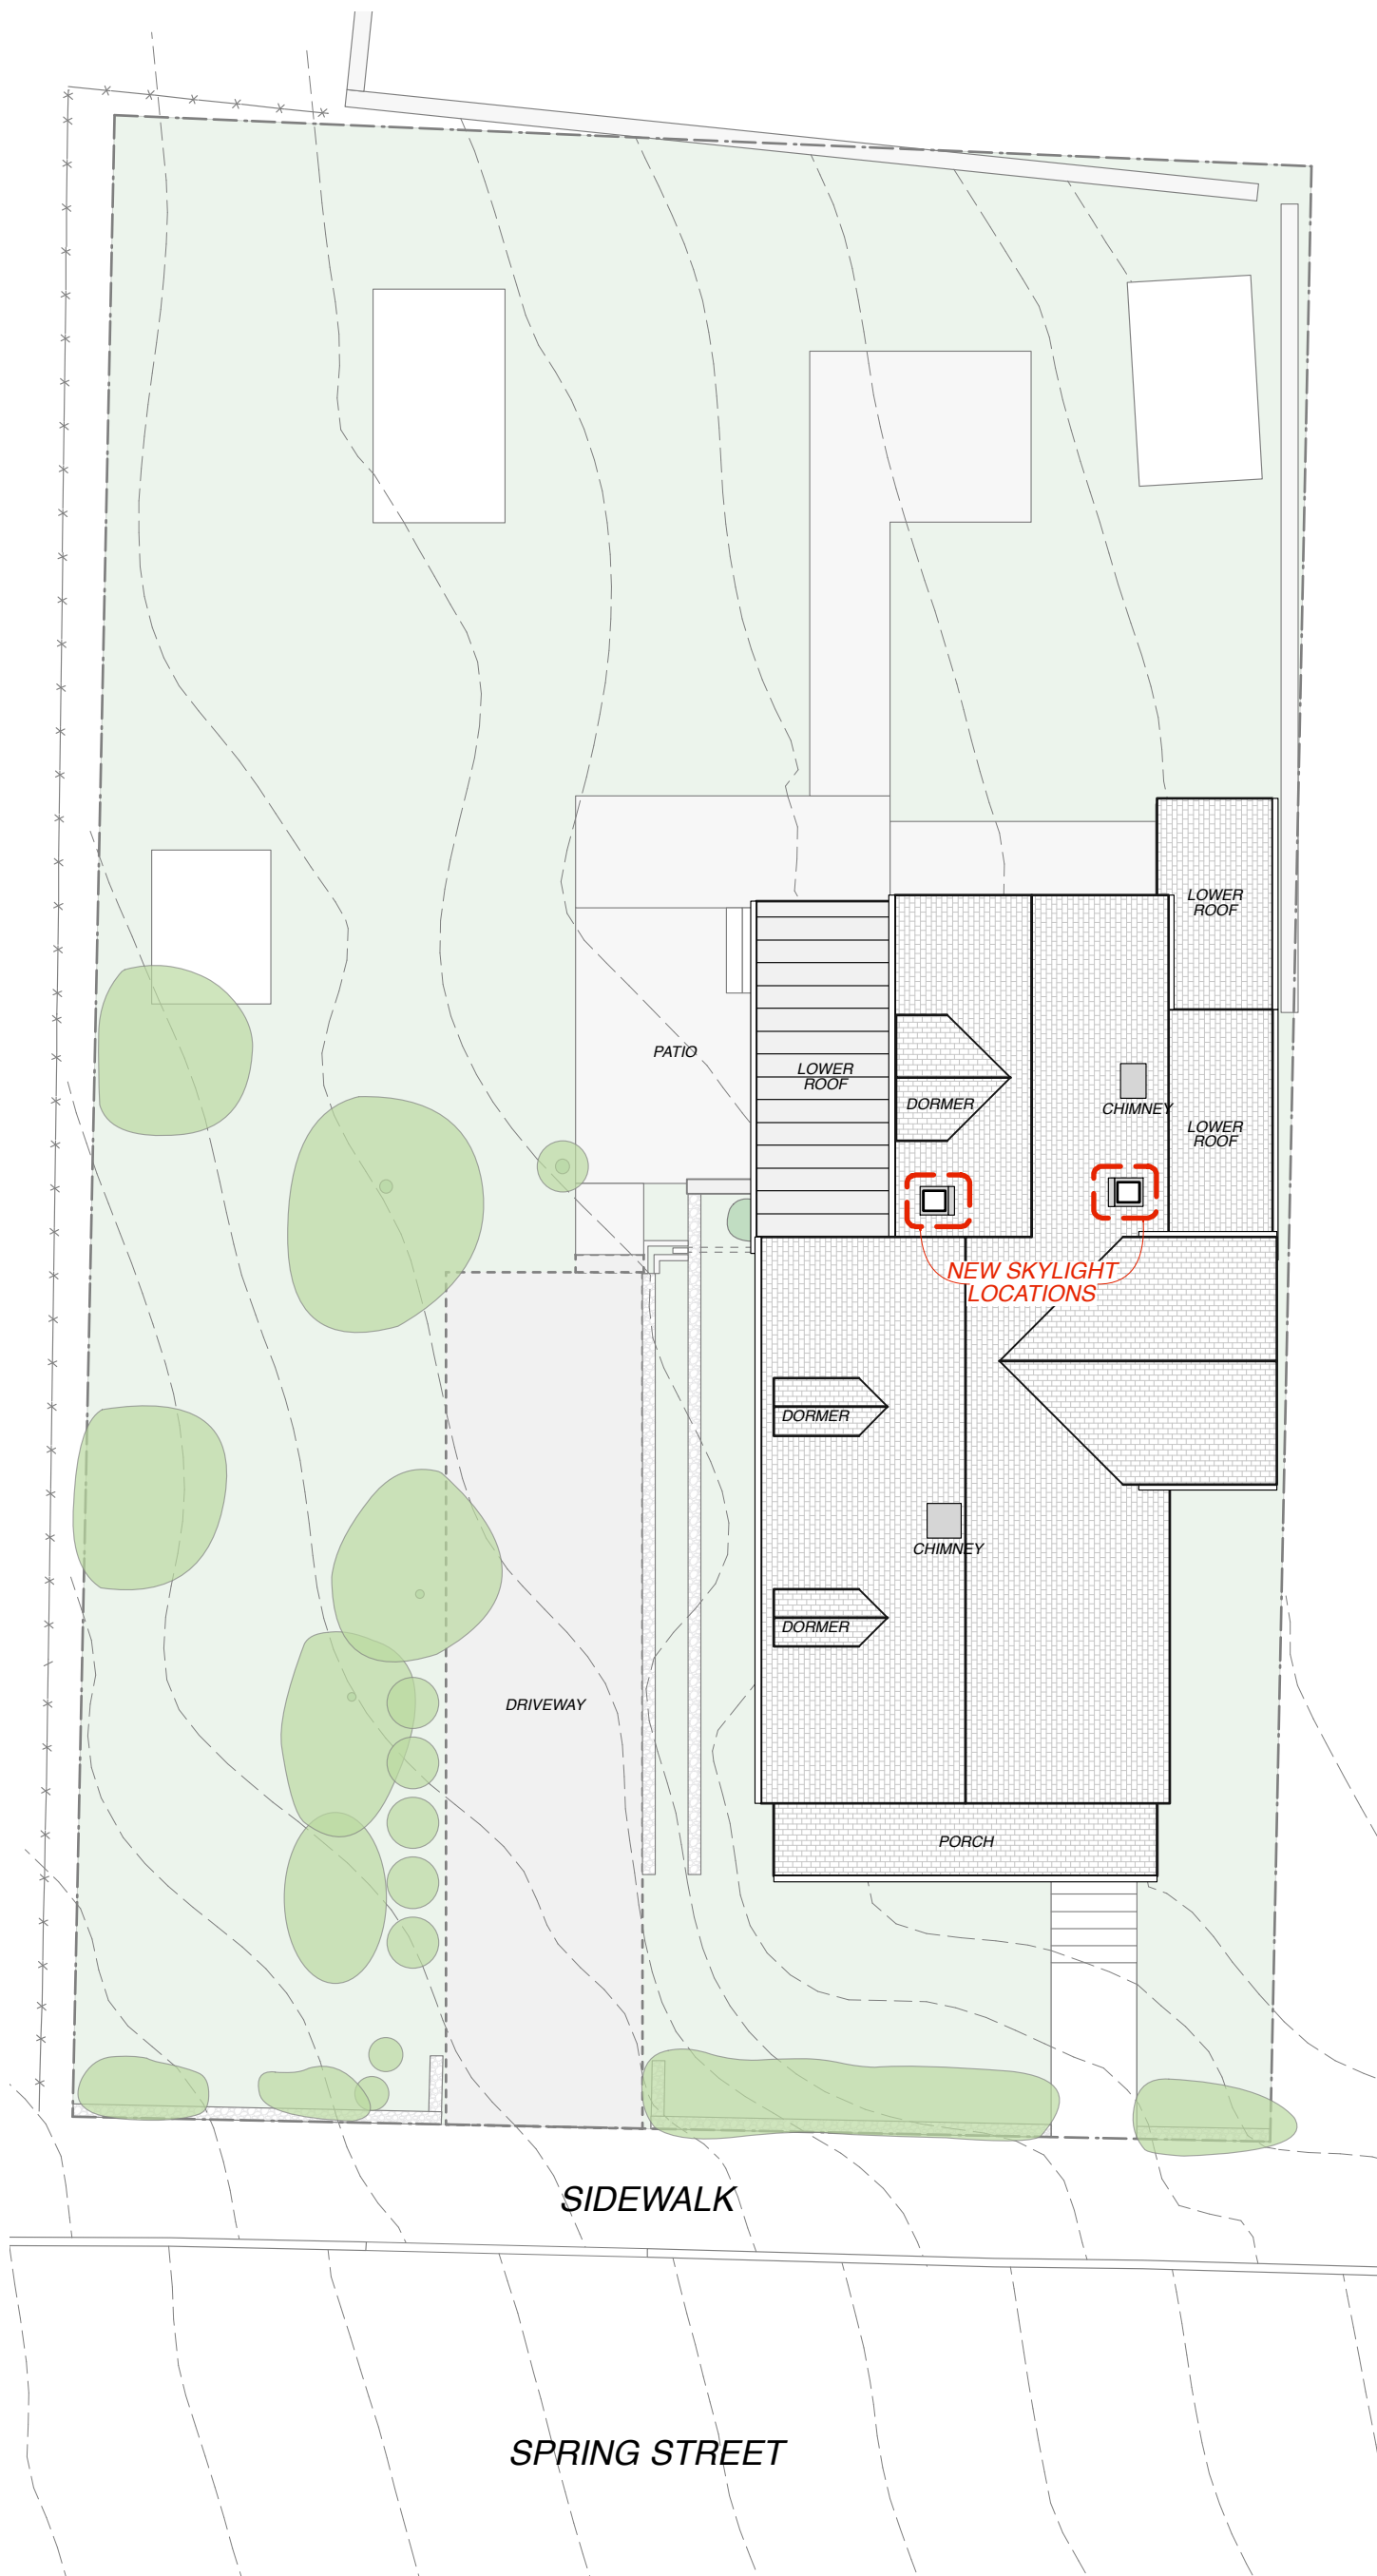 LOWER
ROOF
PATIO
LOWER
ROOF
DORMER
CHIMNEY
LOWER
ROOF
NEW SKYLIGHT
LOCATIONS
DORMER
CHIMNEY
DORMER
DRIVEWAY
PORCH
SIDEWALK
SPRING STREET